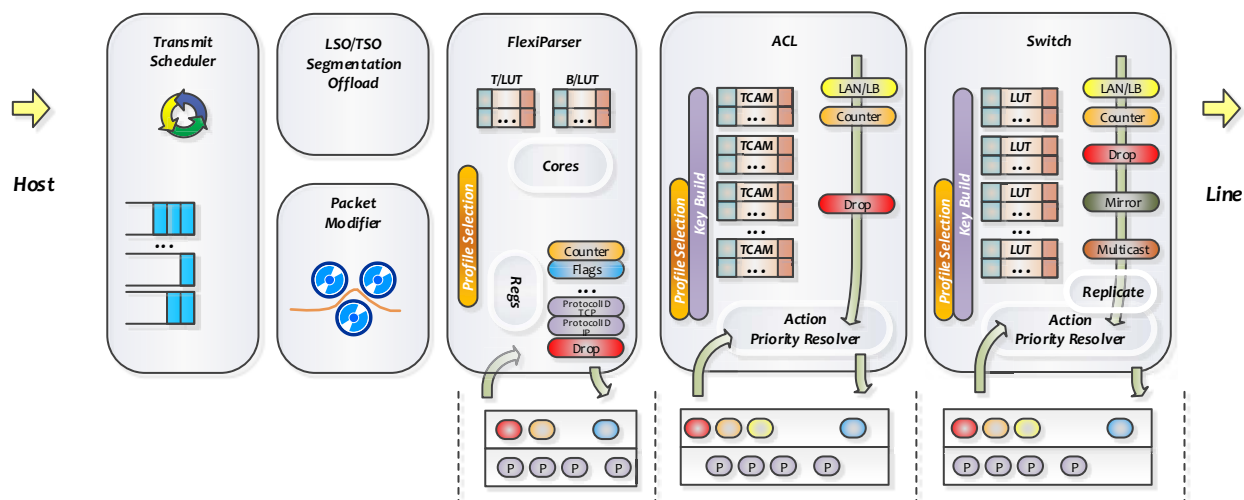 Host
Transmit
Scheduler
...
LSO/TSO
Segmentation
Offload
Packet
Modifier
FlexiParser
T/LUT
B/LUT
...
...
Cores
Profile Selection
Regs
Counter
Flags
...
ProtocolID
TCP
ProtocolID
IP
Drop
P
P
P
P
ACL
Profile Selection
Key Build
TCAM
...
TCAM
...
TCAM
...
...
TCAM
...
LAN/LB
Counter
Drop
Action
Priority Resolver
P
P
P
P
Switch
Profile Selection
Key Build
LUT
...
LUT
...
LUT
...
...
LUT
...
LAN/LB
Counter
Drop
Mirror
Multicast
Replicate
Action
Priority Resolver
P
P
P
P
Line